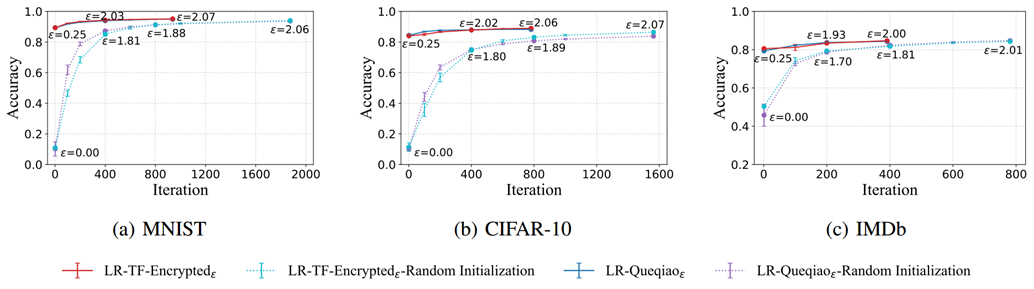 1.0
0.8
0.6
0.4
0.2
0.0
Accuracy
ε=0.25
ε=2.03
ε=2.07
ε=1.81
ε=1.88
ε=2.06
ε=0.00
0 400 800 1200 1600 2000
Iteration
(a) MNIST
1.0
0.8
0.6
0.4
0.2
0.0
Accuracy
ε=0.25
ε=2.02
ε=2.06
ε=2.07
ε=1.80
ε=1.89
ε=0.00
0 400 800 1200 1600
Iteration
(b) CIFAR-10
1.0
0.8
0.6
0.4
0.2
Accuracy
ε=0.25
ε=1.93
ε=2.00
ε=1.70
ε=1.81
ε=2.01
ε=0.00
0 200 400 600 800
Iteration
(c) IMDb
LR-TF-Encryptedε LR-TF-Encryptedε-Random Initialization LR-Queqiaoε LR-Queqiaoε-Random Initialization